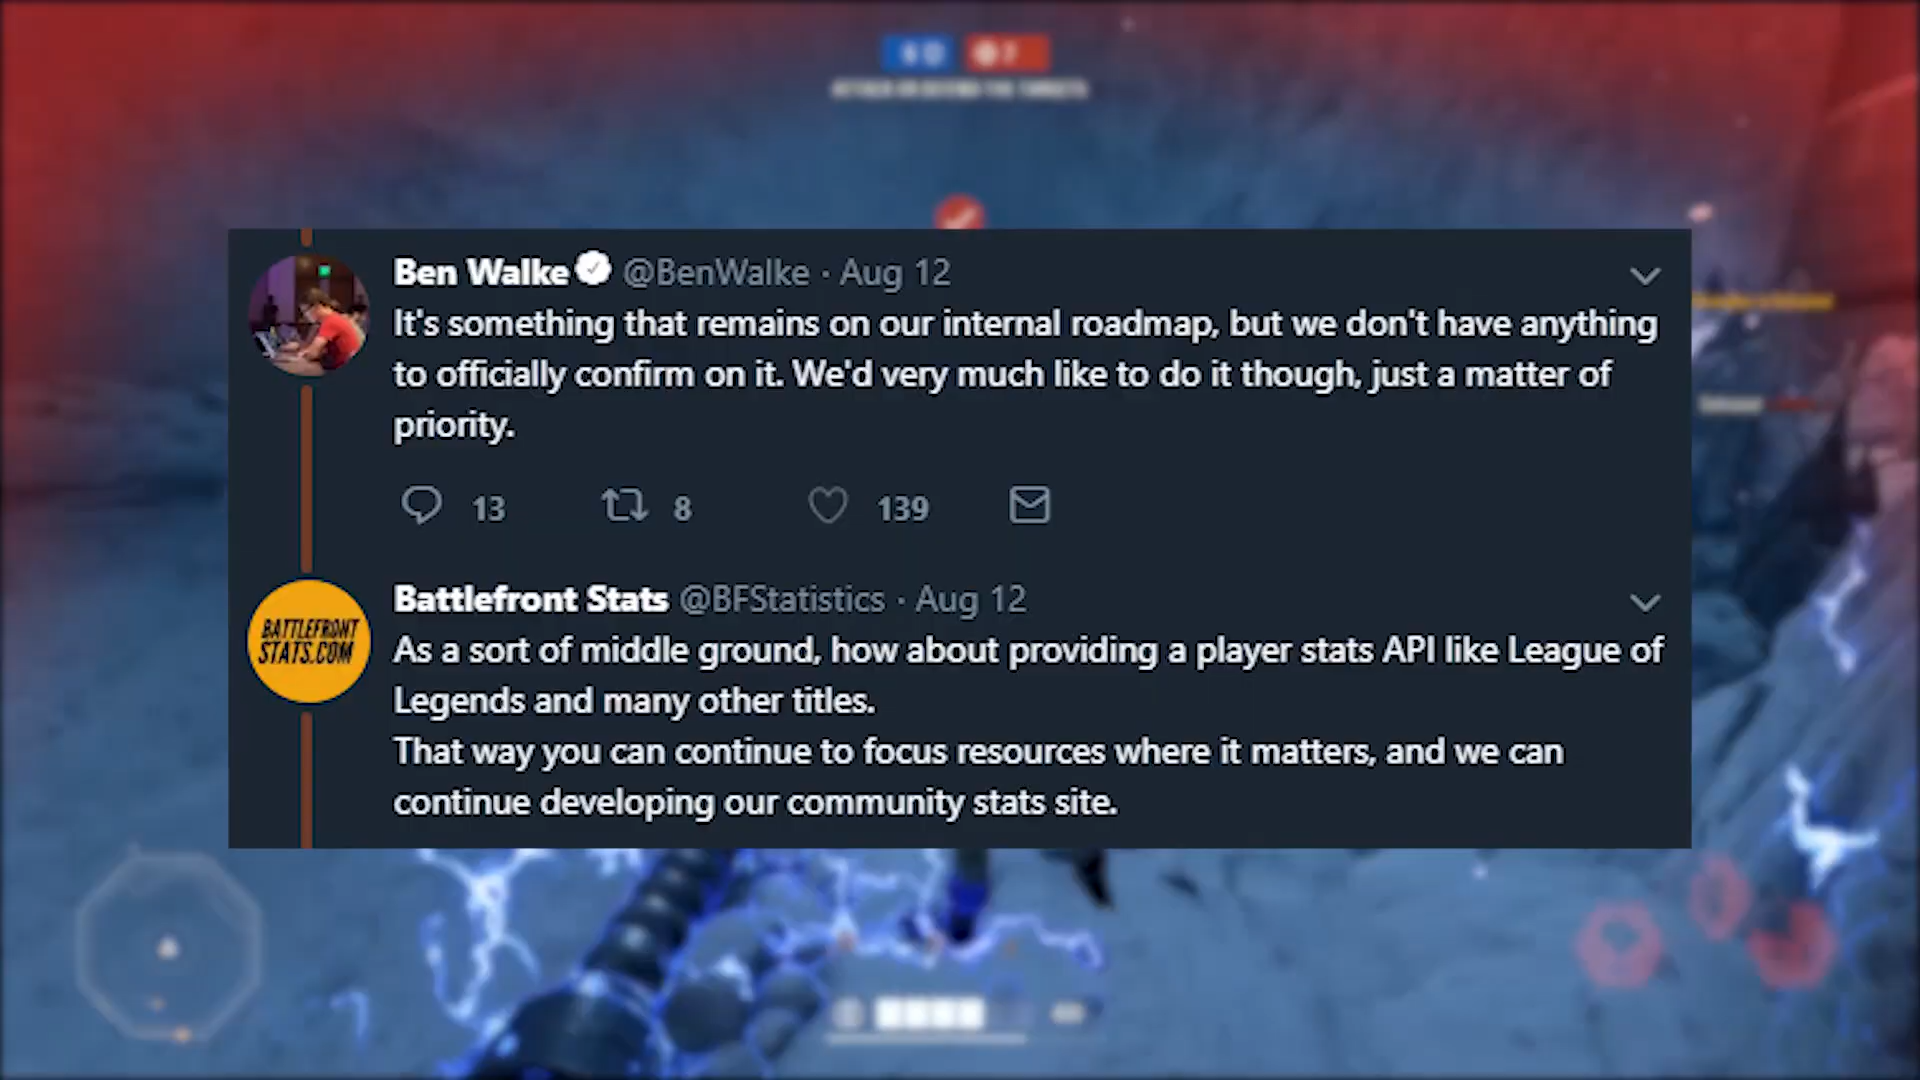 Ben Walke @BenWalke · Aug 12
It's something that remains on our internal roadmap, but we don't have anything
to officially confirm on it. We'd very much like to do it though, just a matter of
priority.
13 8 139
BATTLEFRONT
STATS.COM
Battlefront Stats @BFStatistics · Aug 12
As a sort of middle ground, how about providing a player stats API like League of
Legends and many other titles.
That way you can continue to focus resources where it matters, and we can
continue developing our community stats site.